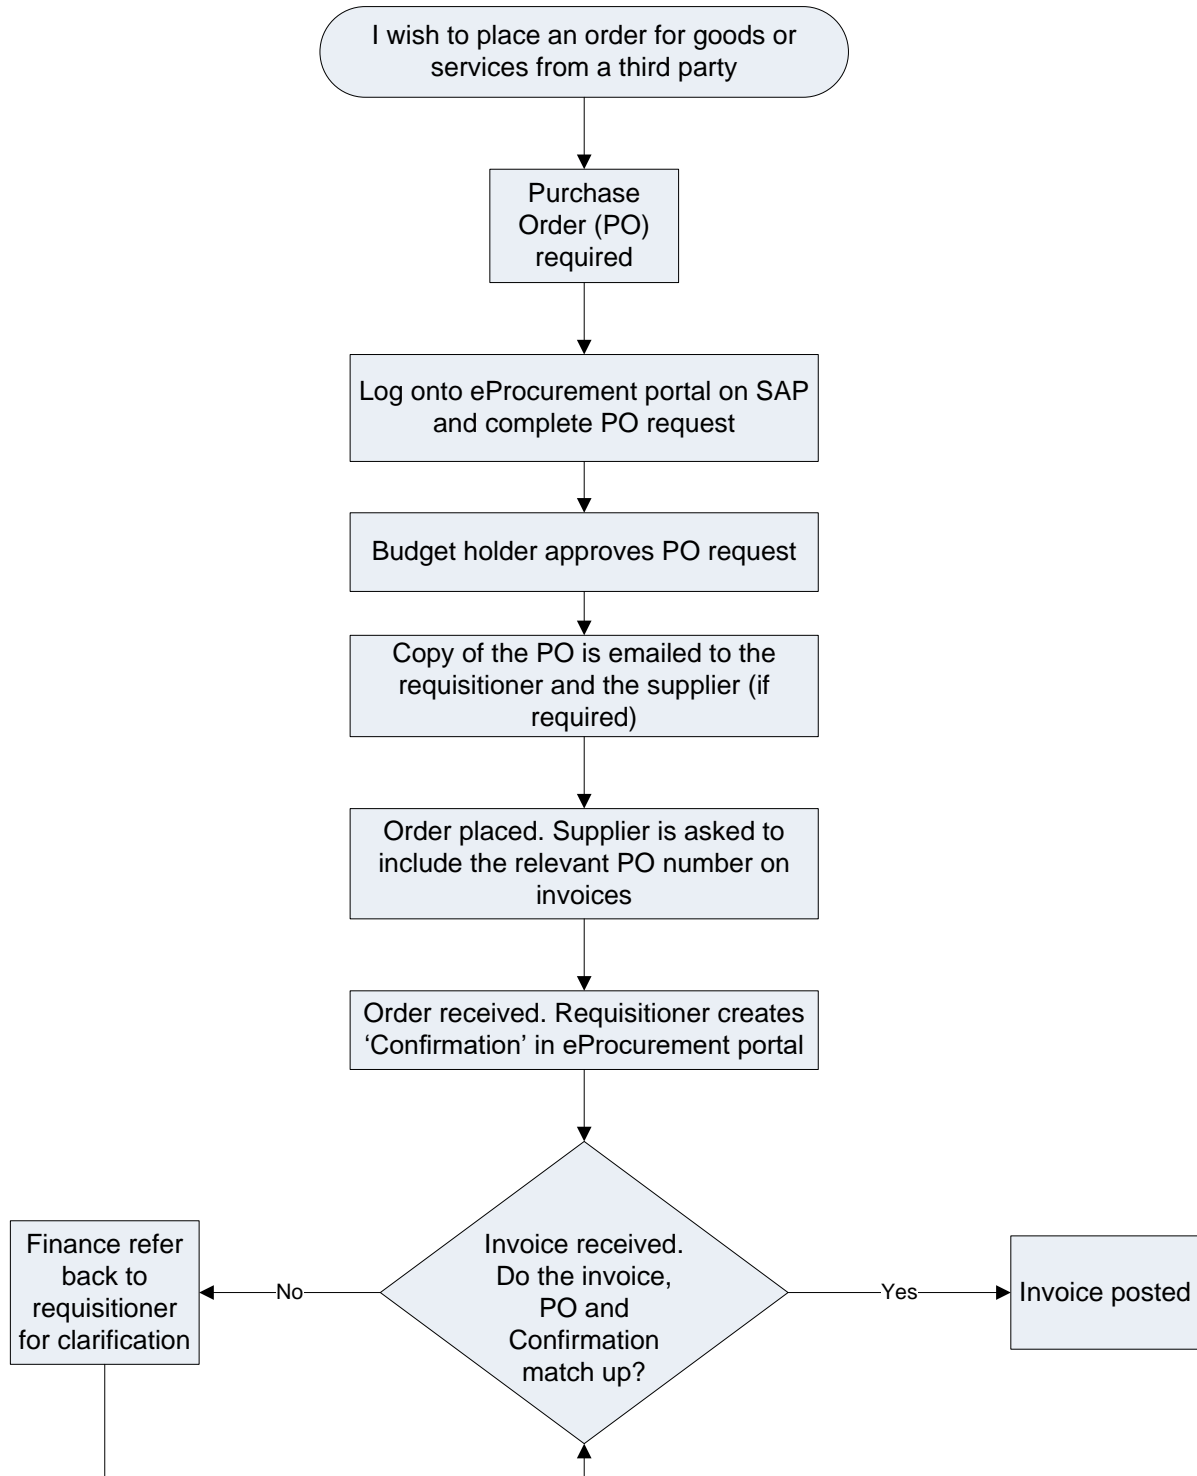 I wish to place an order for goods or
services from a third party
Purchase
Order (PO)
required
Log onto eProcurement portal on SAP
and complete PO request
Budget holder approves PO request
Copy of the PO is emailed to the
requisitioner and the supplier (if
required)
Order placed. Supplier is asked to
include the relevant PO number on
invoices
Order received. Requisitioner creates
‘Confirmation’ in eProcurement portal
Finance refer
back to
requisitioner
for clarification
No
Invoice received.
Do the invoice,
PO and
Confirmation
match up?
Yes
Invoice posted